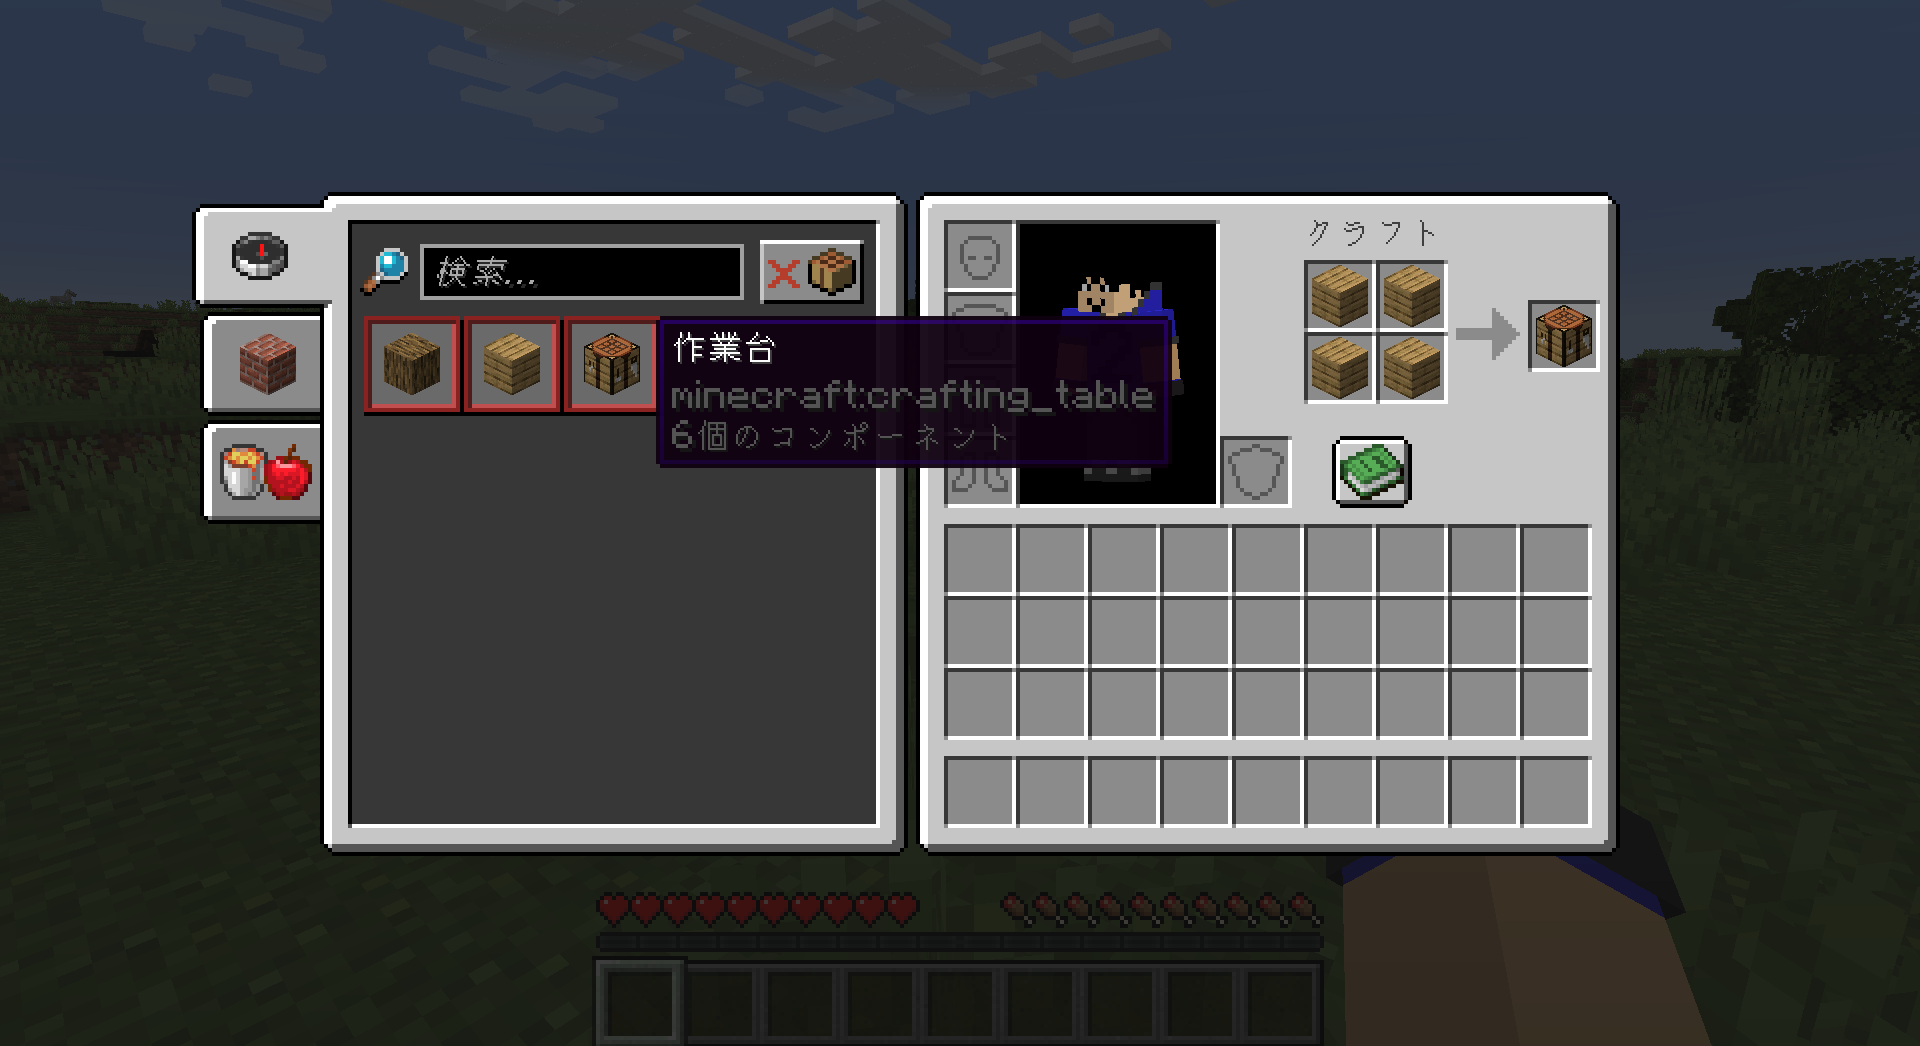 検索...
クラフト
作業台
minecraft:crafting_table
6個のコンポーネント